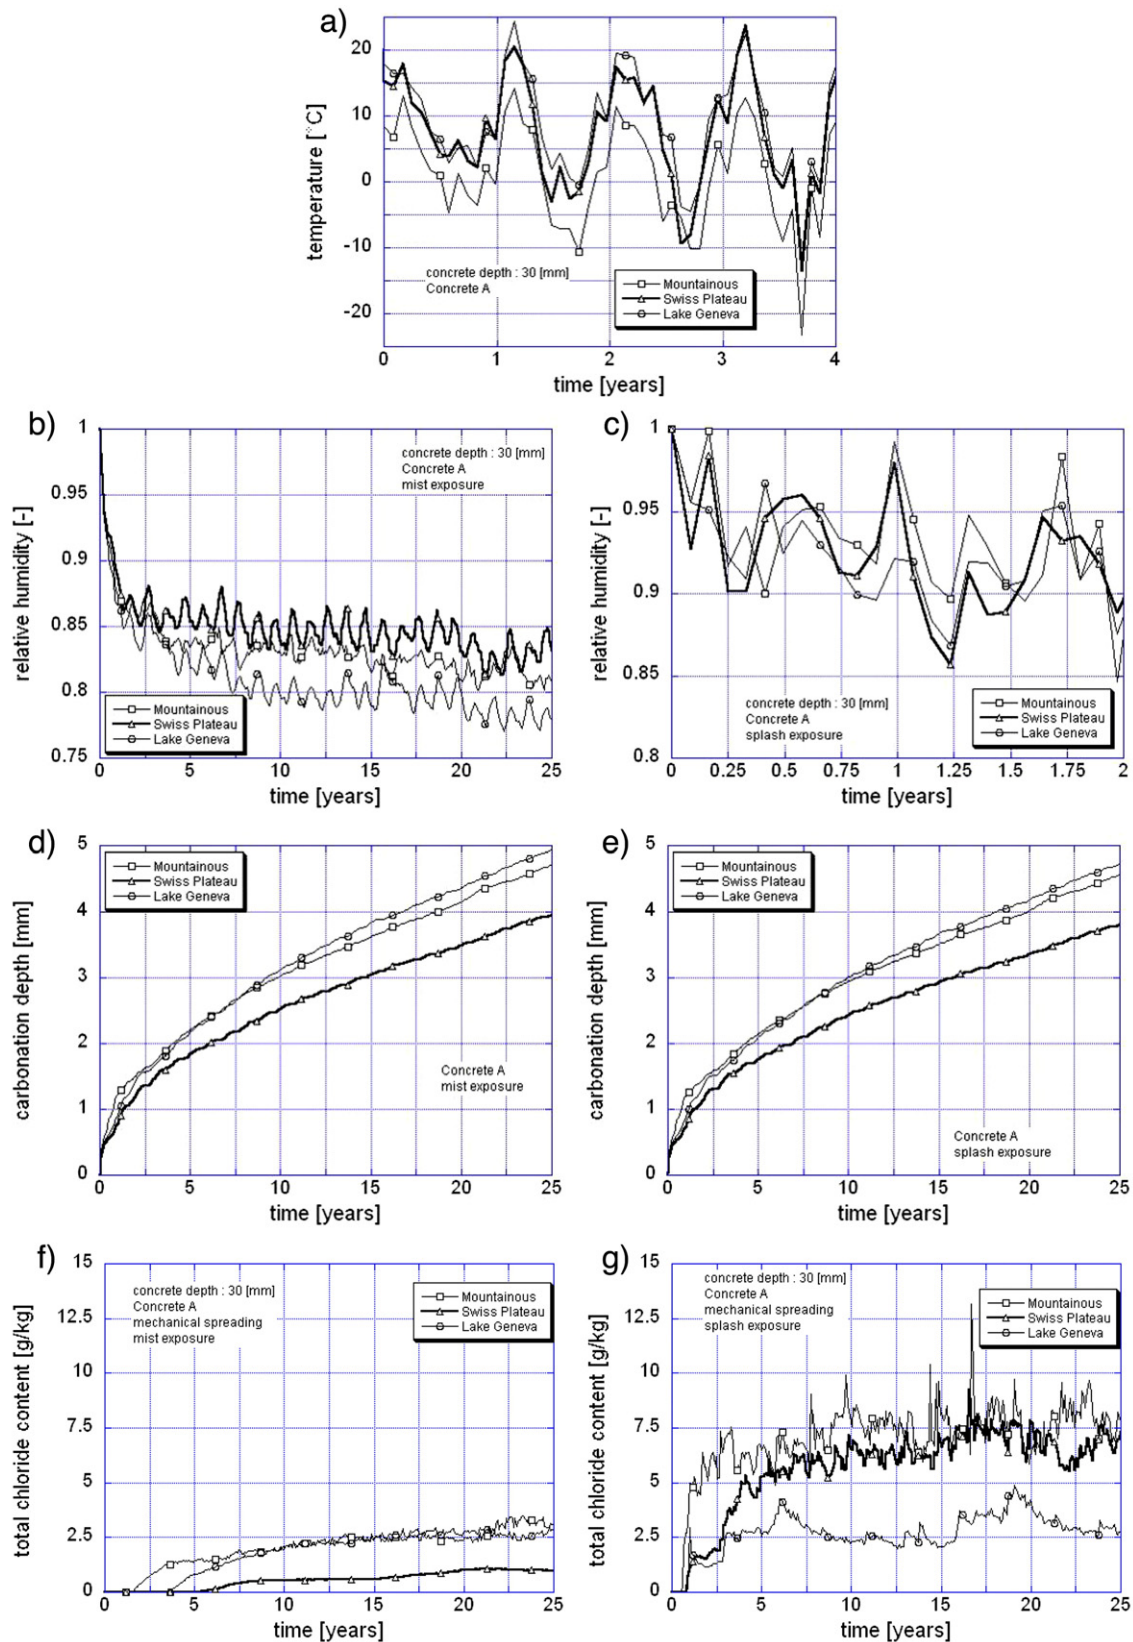 a)
20
10
0
-10
-20
temperature [°C]
concrete depth : 30 [mm]
Concrete A
Mountainous
Swiss Plateau
Lake Geneva
0 1 2 3 4
time [years]
b)
1
0.95
0.9
0.85
0.8
0.75
relative humidity [-]
concrete depth : 30 [mm]
Concrete A
mist exposure
Mountainous
Swiss Plateau
Lake Geneva
0 5 10 15 20 25
time [years]
c)
1
0.95
0.9
0.85
0.8
relative humidity [-]
concrete depth : 30 [mm]
Concrete A
splash exposure
Mountainous
Swiss Plateau
Lake Geneva
0 0.25 0.5 0.75 1 1.25 1.5 1.75 2
time [years]
d)
5
4
3
2
1
0
carbonation depth [mm]
Mountainous
Swiss Plateau
Lake Geneva
Concrete A
mist exposure
0 5 10 15 20 25
time [years]
e)
5
4
3
2
1
0
carbonation depth [mm]
Mountainous
Swiss Plateau
Lake Geneva
Concrete A
splash exposure
0 5 10 15 20 25
time [years]
f)
15
12.5
10
7.5
5
2.5
0
total chloride content [g/kg]
concrete depth : 30 [mm]
Concrete A
mechanical spreading
mist exposure
Mountainous
Swiss Plateau
Lake Geneva
0 5 10 15 20 25
time [years]
g)
15
12.5
10
7.5
5
2.5
0
total chloride content [g/kg]
concrete depth : 30 [mm]
Concrete A
mechanical spreading
splash exposure
Mountainous
Swiss Plateau
Lake Geneva
0 5 10 15 20 25
time [years]